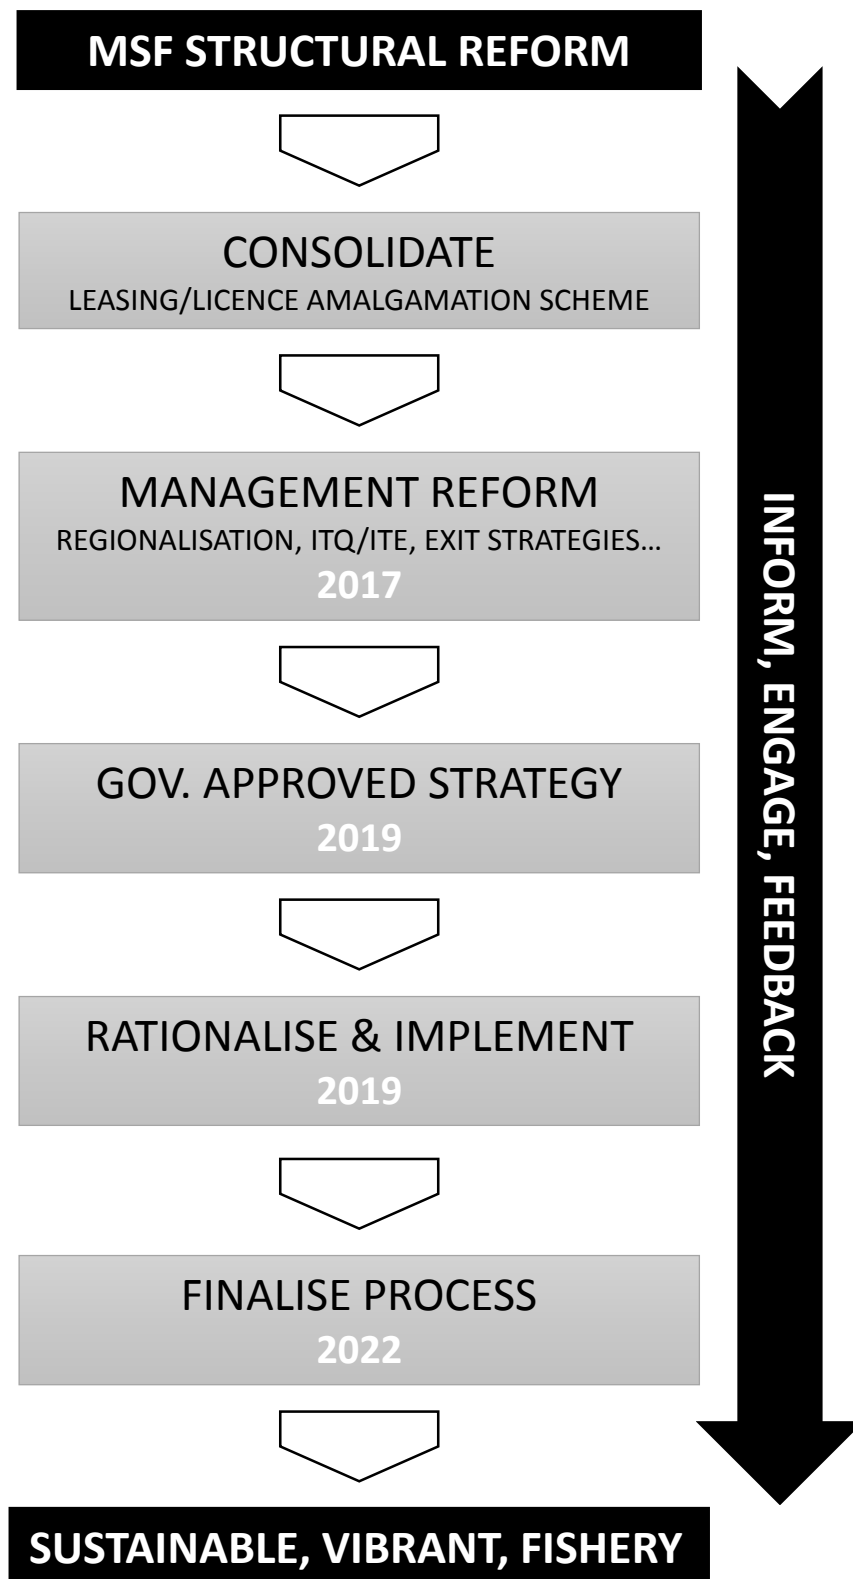 MSF STRUCTURAL REFORM
CONSOLIDATE
LEASING/LICENCE AMALGAMATION SCHEME
MANAGEMENT REFORM
REGIONALISATION, ITQ/ITE, EXIT STRATEGIES...
2017
GOV. APPROVED STRATEGY
2019
RATIONALISE & IMPLEMENT
2019
FINALISE PROCESS
2022
SUSTAINABLE, VIBRANT, FISHERY
INFORM, ENGAGE, FEEDBACK